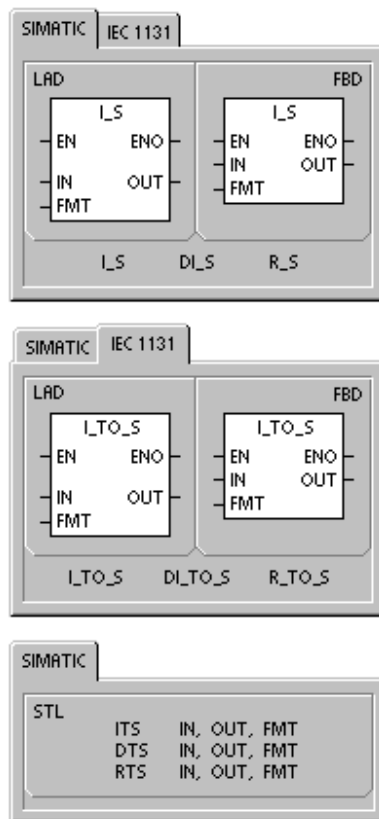 SIMATIC IEC 1131
LAD FBD
I_S I_S
EN ENO EN ENO
IN OUT IN OUT
FMT FMT
I_S DI_S R_S
SIMATIC IEC 1131
LAD FBD
I_TO_S I_TO_S
EN ENO EN ENO
IN OUT IN OUT
FMT FMT
I_TO_S DI_TO_S R_TO_S
SIMATIC
STL
ITS IN, OUT, FMT
DTS IN, OUT, FMT
RTS IN, OUT, FMT